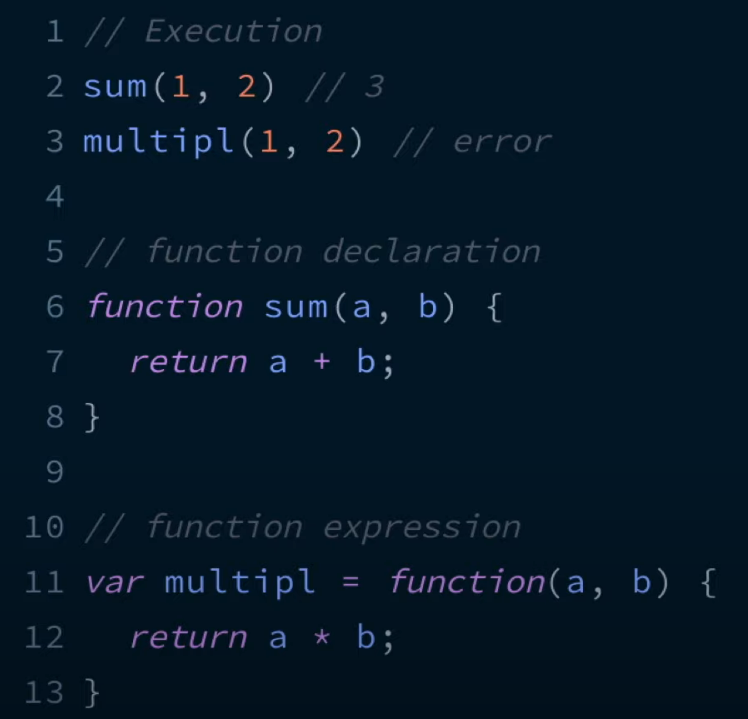 1 // Execution
2 sum(1, 2) // 3
3 multipl(1, 2) // error
4
5 // function declaration
6 function sum(a, b) {
7   return a + b;
8 }
9
10 // function expression
11 var multipl = function(a, b) {
12   return a * b;
13 }